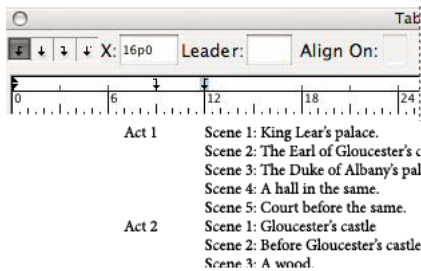 Tab
X: 16p0 Leader: Align On:
0 6 12 18 24
Act 1 Scene 1: King Lear's palace.
Scene 2: The Earl of Gloucester's c
Scene 3: The Duke of Albany's pal
Scene 4: A hall in the same.
Scene 5: Court before the same.
Act 2 Scene 1: Gloucester's castle
Scene 2: Before Gloucester's castle
Scene 3: A wood.